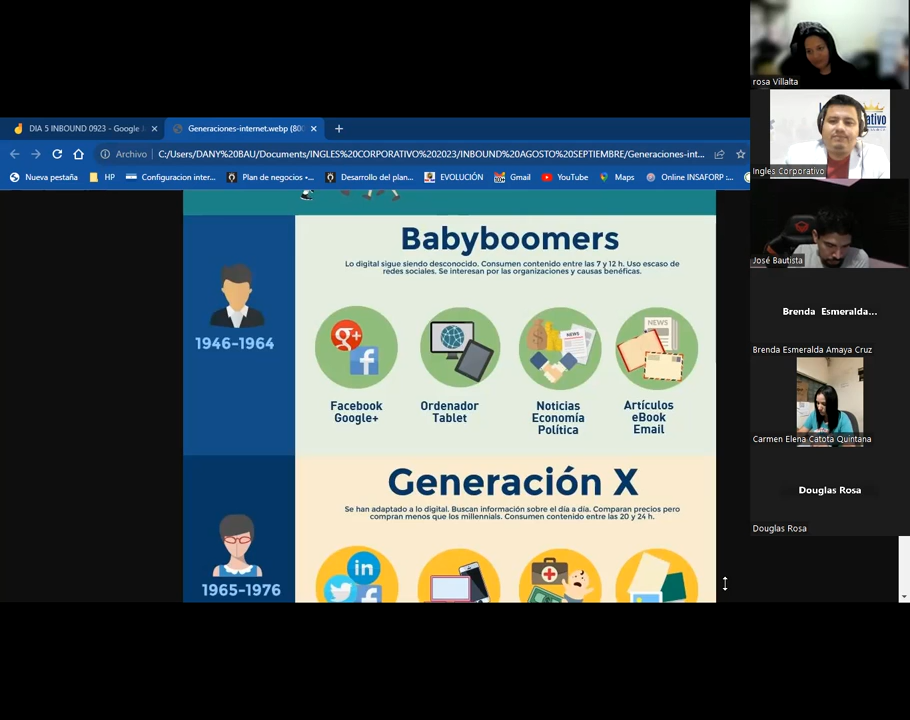 rosa Villalta
DIA 5 INBOUND 0923 - Google
Generaciones-internet.webp (800
Archivo
C:/Users/DANY%20BAU/Documents/INGLES%20CORPORATIVO%202023/INBOUND%20AGOSTO%20SEPTIEMBRE/Generaciones-int...
ativo
Ingles Corporativo
Nueva pestaña
HP
Configuracion inter...
Plan de negocios •...
Desarrollo del plan...
EVOLUCIÓN
Gmail
YouTube
Maps
Online INSAFORP :...
Babyboomers
Lo digital sigue siendo desconocido. Consumen contenido entre las 7 y 12 h. Uso escaso de
redes sociales. Se interesan por las organizaciones y causas benéficas.
1946-1964
g+
f
NEWS
NEWS
Facebook
Google+
Ordenador
Tablet
Noticias
Economía
Política
Artículos
eBook
Email
José Bautista
Brenda Esmeralda...
Brenda Esmeralda Amaya Cruz
Carmen Elena Catota Quintana
Generación X
Se han adaptado a lo digital. Buscan información sobre el día a día. Comparan precios pero
compran menos que los millennials. Consumen contenido entre las 20 y 24 h.
1965-1976
in
f
Douglas Rosa
Douglas Rosa